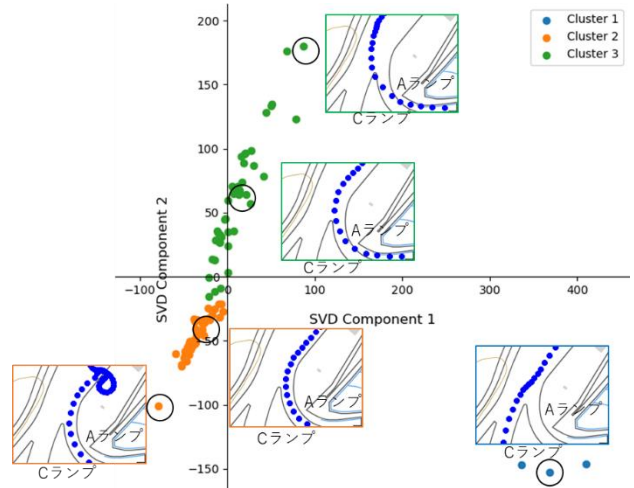 200
150
100
50
0
−50
−100
−150
−100
0
100
200
300
400
SVD Component 2
SVD Component 1
Cluster 1
Cluster 2
Cluster 3
Aランプ
Cランプ
Aランプ
Cランプ
Aランプ
Cランプ
Aランプ
Cランプ
Aランプ
Cランプ